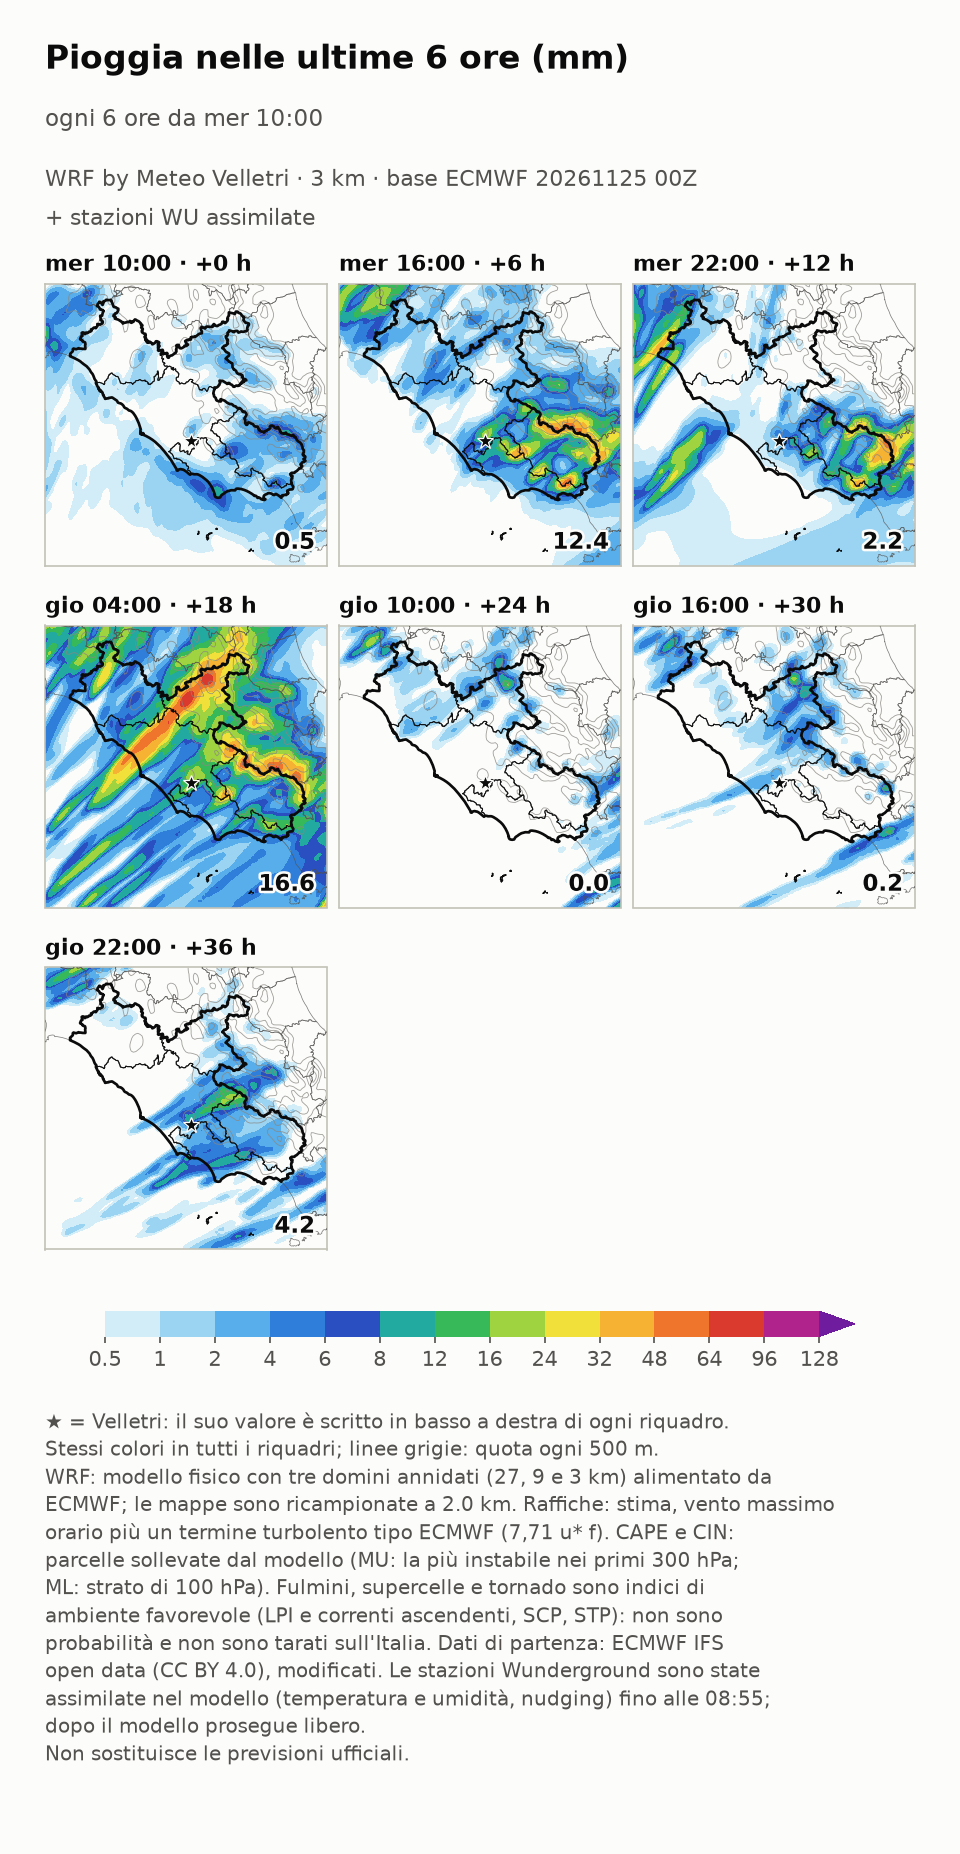 Pioggia nelle ultime 6 ore (mm)
ogni 6 ore da mer 10:00
WRF by Meteo Velletri · 3 km · base ECMWF 20261125 00Z
+ stazioni WU assimilate
mer 10:00 · +0 h
mer 16:00 · +6 h
mer 22:00 · +12 h
0.5
12.4
2.2
gio 04:00 · +18 h
gio 10:00 · +24 h
gio 16:00 · +30 h
16.6
0.0
0.2
gio 22:00 · +36 h
4.2
0.5 1 2 4 6 8 12 16 24 32 48 64 96 128
★ = Velletri: il suo valore è scritto in basso a destra di ogni riquadro.
Stessi colori in tutti i riquadri; linee grigie: quota ogni 500 m.
WRF: modello fisico con tre domini annidati (27, 9 e 3 km) alimentato da
ECMWF; le mappe sono ricampionate a 2.0 km. Raffiche: stima, vento massimo
orario più un termine turbolento tipo ECMWF (7,71 u* f). CAPE e CIN:
parcelle sollevate dal modello (MU: la più instabile nei primi 300 hPa;
ML: strato di 100 hPa). Fulmini, supercelle e tornado sono indici di
ambiente favorevole (LPI e correnti ascendenti, SCP, STP): non sono
probabilità e non sono tarati sull'Italia. Dati di partenza: ECMWF IFS
open data (CC BY 4.0), modificati. Le stazioni Wunderground sono state
assimilate nel modello (temperatura e umidità, nudging) fino alle 08:55;
dopo il modello prosegue libero.
Non sostituisce le previsioni ufficiali.